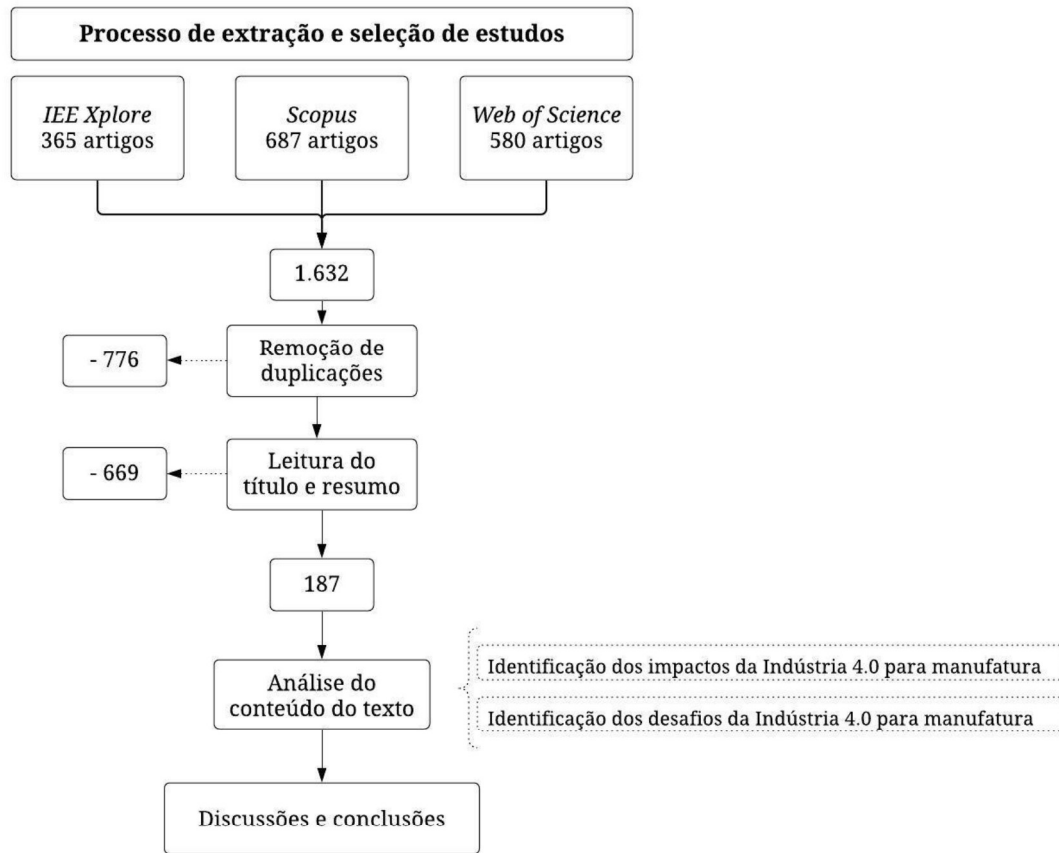 Processo de extração e seleção de estudos
IEE Xplore
365 artigos
Scopus
687 artigos
Web of Science
580 artigos
1.632
Remoção de
duplicações
- 776
Leitura do
título e resumo
- 669
187
Análise do
conteúdo do texto
Identificação dos impactos da Indústria 4.0 para manufatura
Identificação dos desafios da Indústria 4.0 para manufatura
Discussões e conclusões